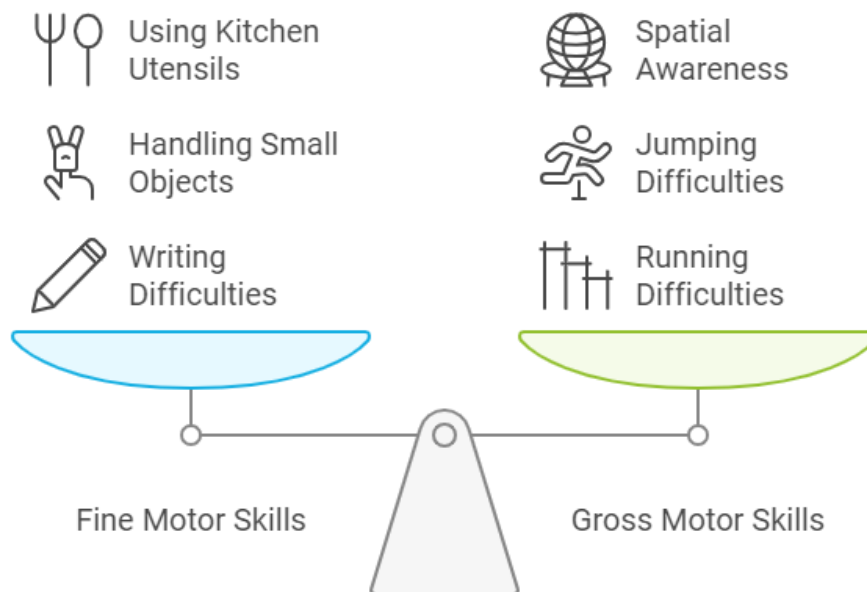 Using Kitchen
Utensils
Handling Small
Objects
Writing
Difficulties
Spatial
Awareness
Jumping
Difficulties
Running
Difficulties
Fine Motor Skills
Gross Motor Skills